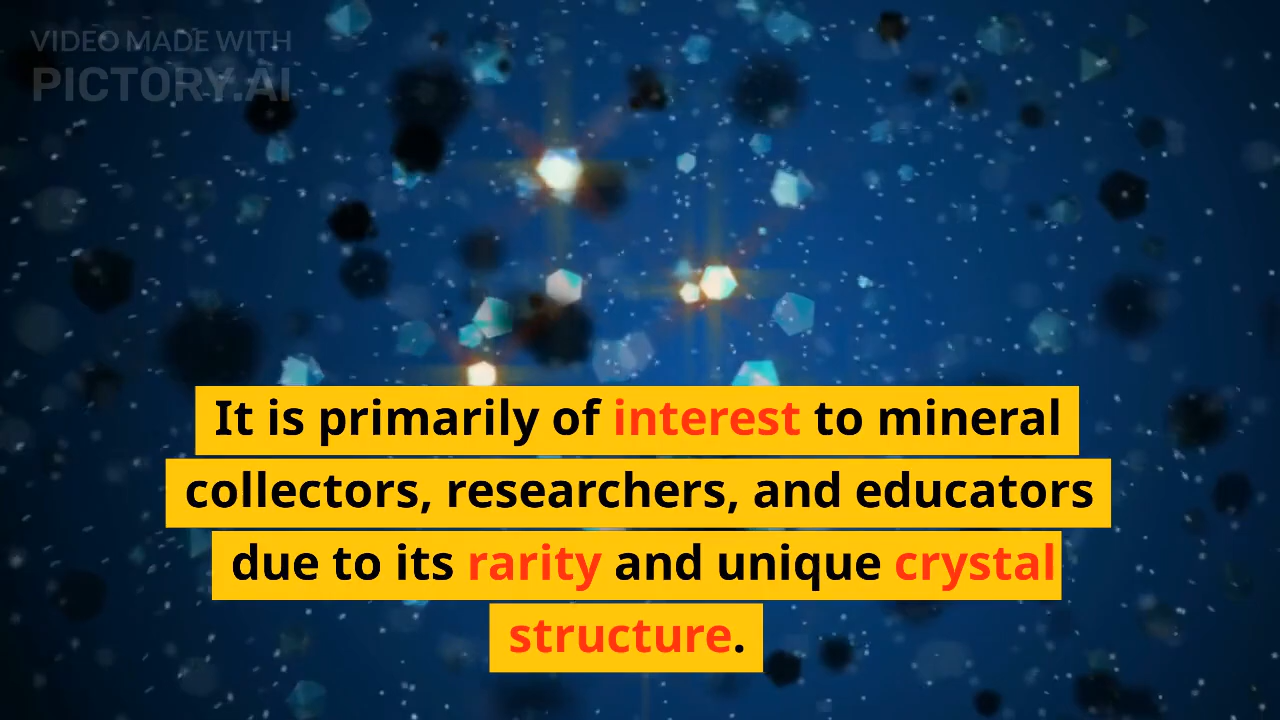 VIDEO MADE WITH
PICTORY.AI
It is primarily of interest to mineral
collectors, researchers, and educators
due to its rarity and unique crystal
structure.